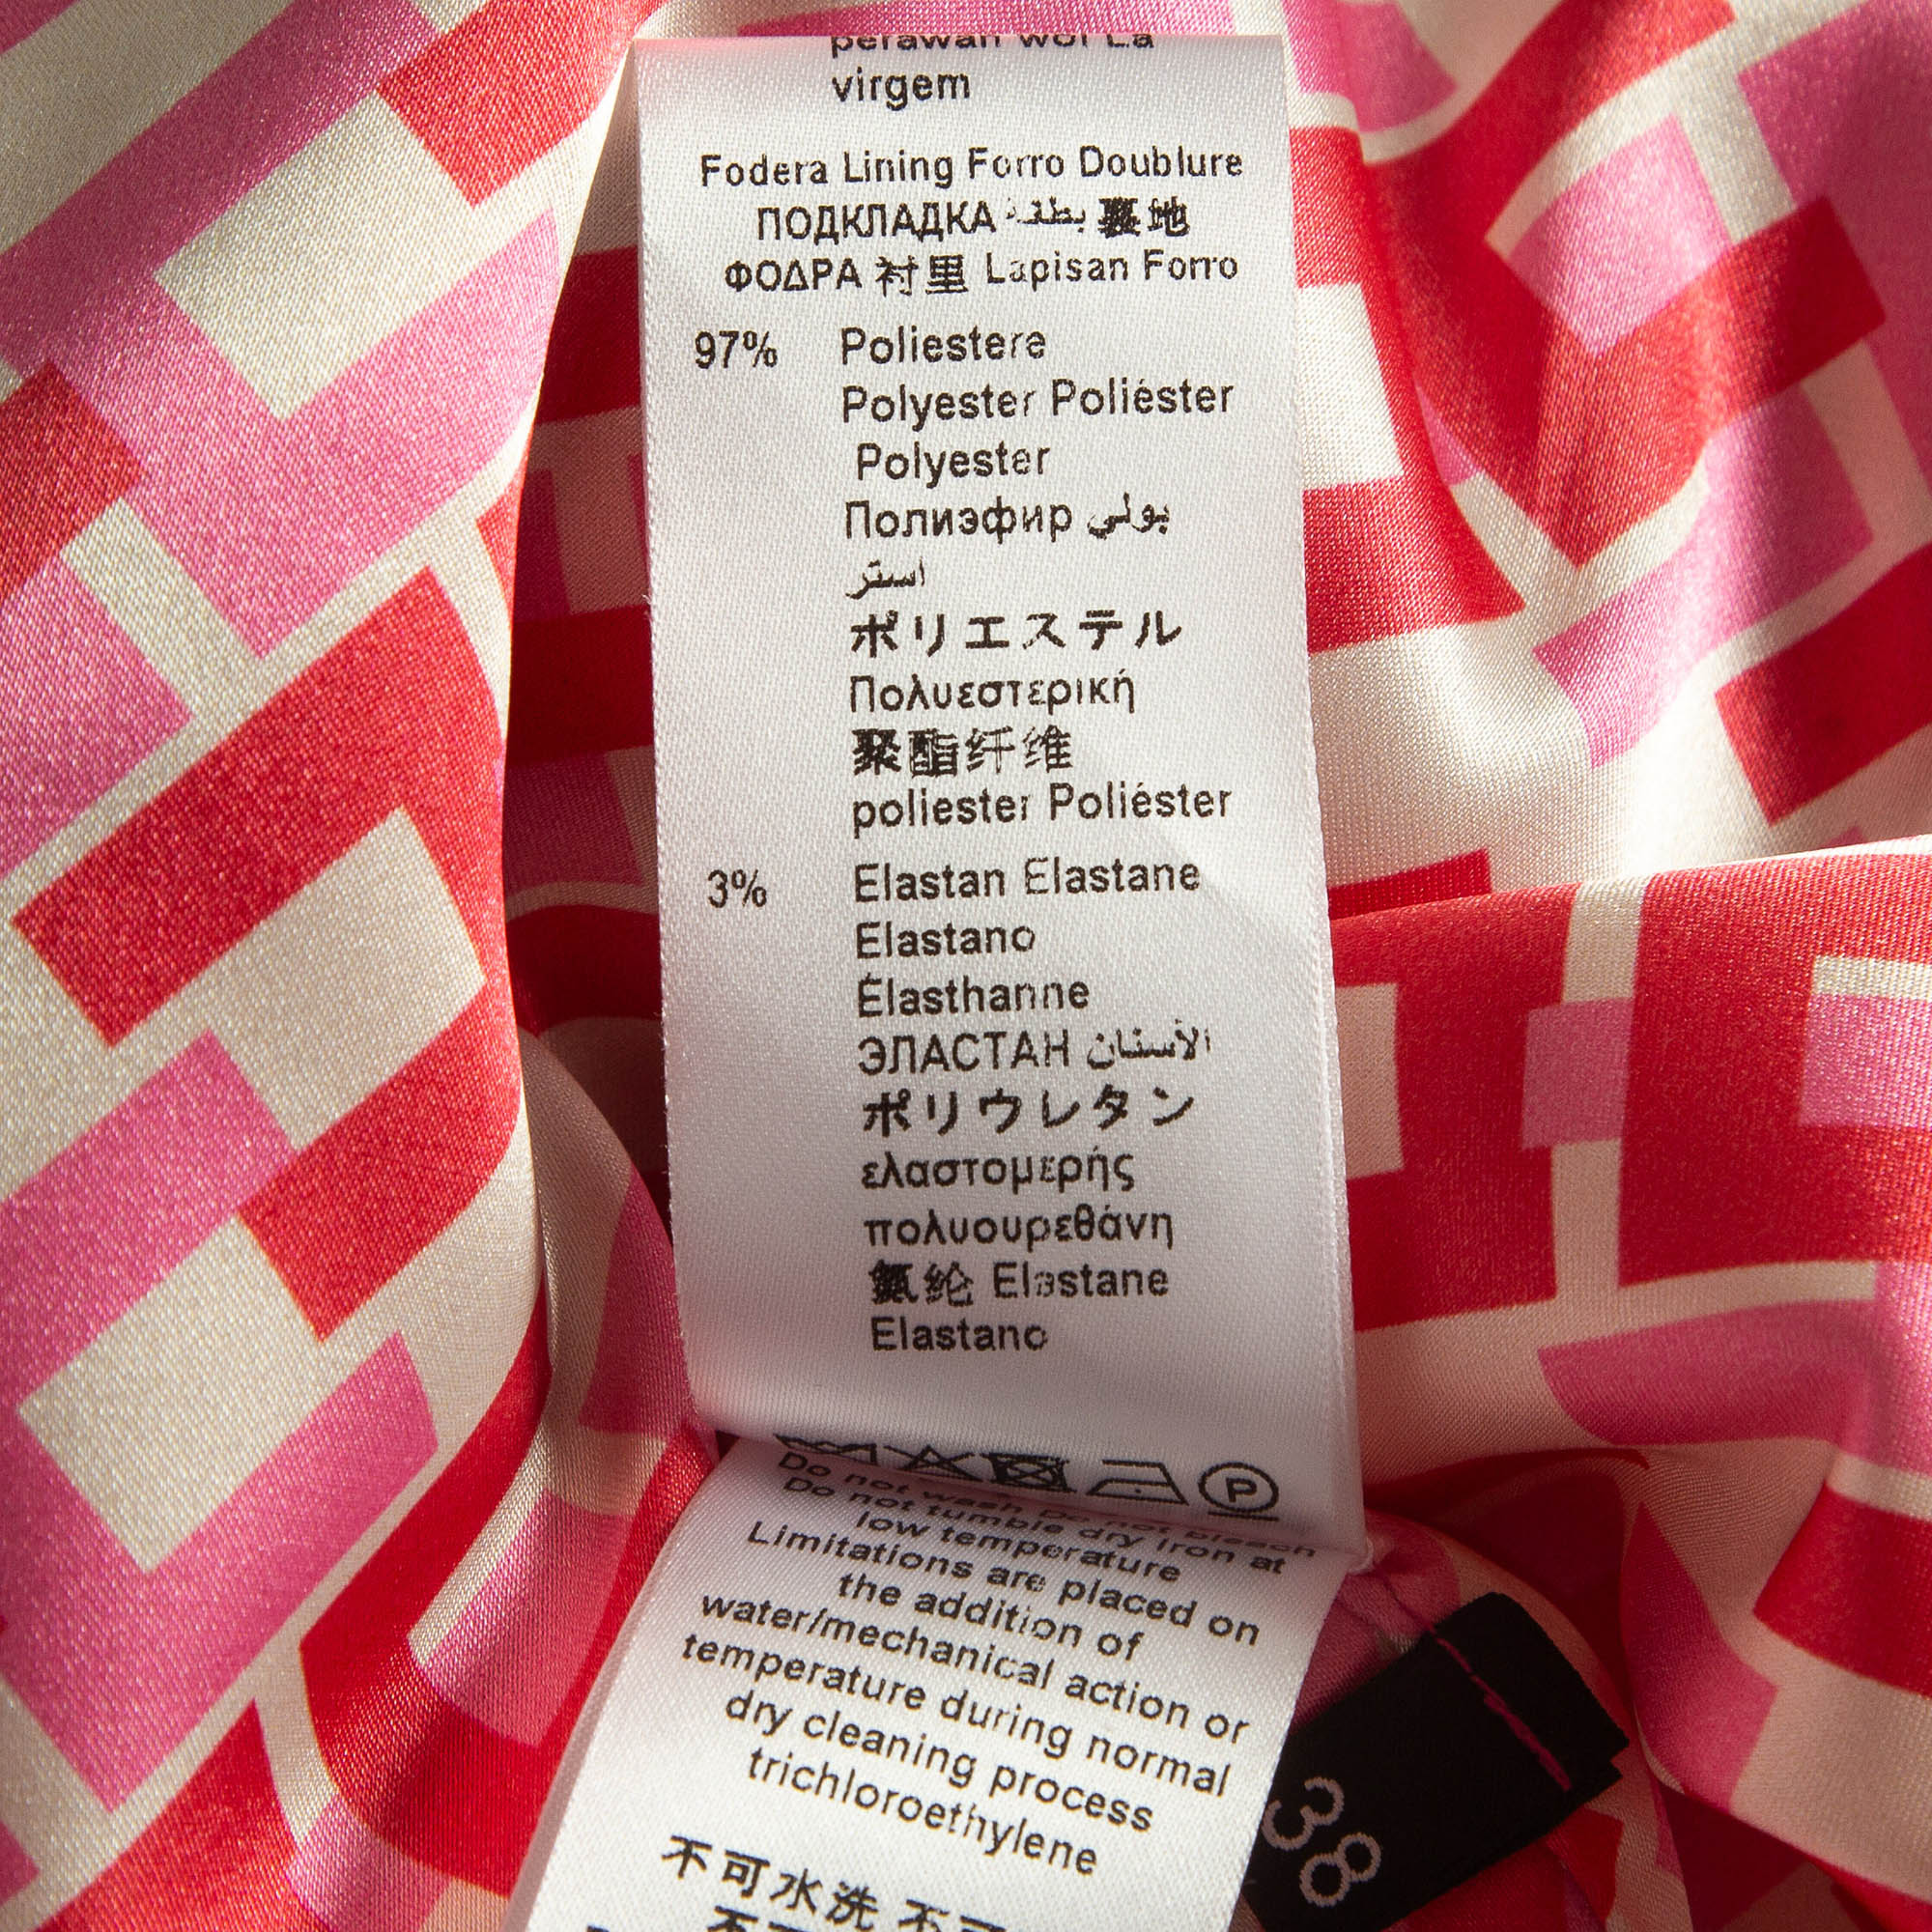 perawan wol La
virgem
Fodera Lining Forro Doublure
ПОДКЛАДКА بطانة 裏地
ΦΟΔΡΑ 衬里 Lapisan Forro
97% Poliestere
Polyester Poliéster
Polyester
Полиэфир بولي
استر
ポリエステル
Πολυεστερική
聚酯纤维
poliester Poliéster
3% Elastan Elastane
Elastano
Élasthanne
ЭЛАСТАН الأستان
ポリウレタン
ελαστομερής
πολυουρεθάνη
氨纶 Elastane
Elastano
P
Do not wash Do not bleach
Do not tumble dry Iron at
low temperature
Limitations are placed on
the addition of
water/mechanical action or
temperature during normal
dry cleaning process
trichloroethylene
38
不可水洗 不可